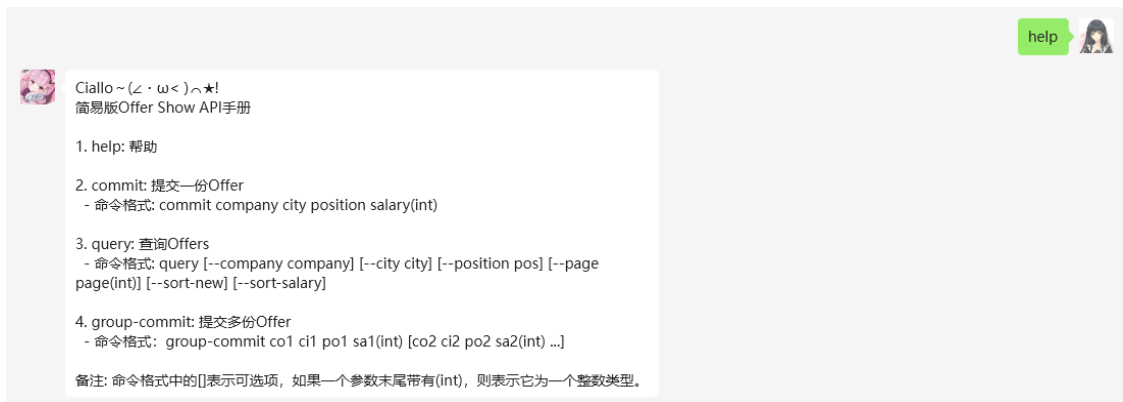 help
Ciallo～(∠・ω< )⌒★!
简易版Offer Show API手册
1. help: 帮助
2. commit: 提交一份Offer
- 命令格式: commit company city position salary(int)
3. query: 查询Offers
- 命令格式: query [--company company] [--city city] [--position pos] [--page
page(int)] [--sort-new] [--sort-salary]
4. group-commit: 提交多份Offer
- 命令格式：group-commit co1 ci1 po1 sa1(int) [co2 ci2 po2 sa2(int) ...]
备注: 命令格式中的[]表示可选项，如果一个参数末尾带有(int)，则表示它为一个整数类型。